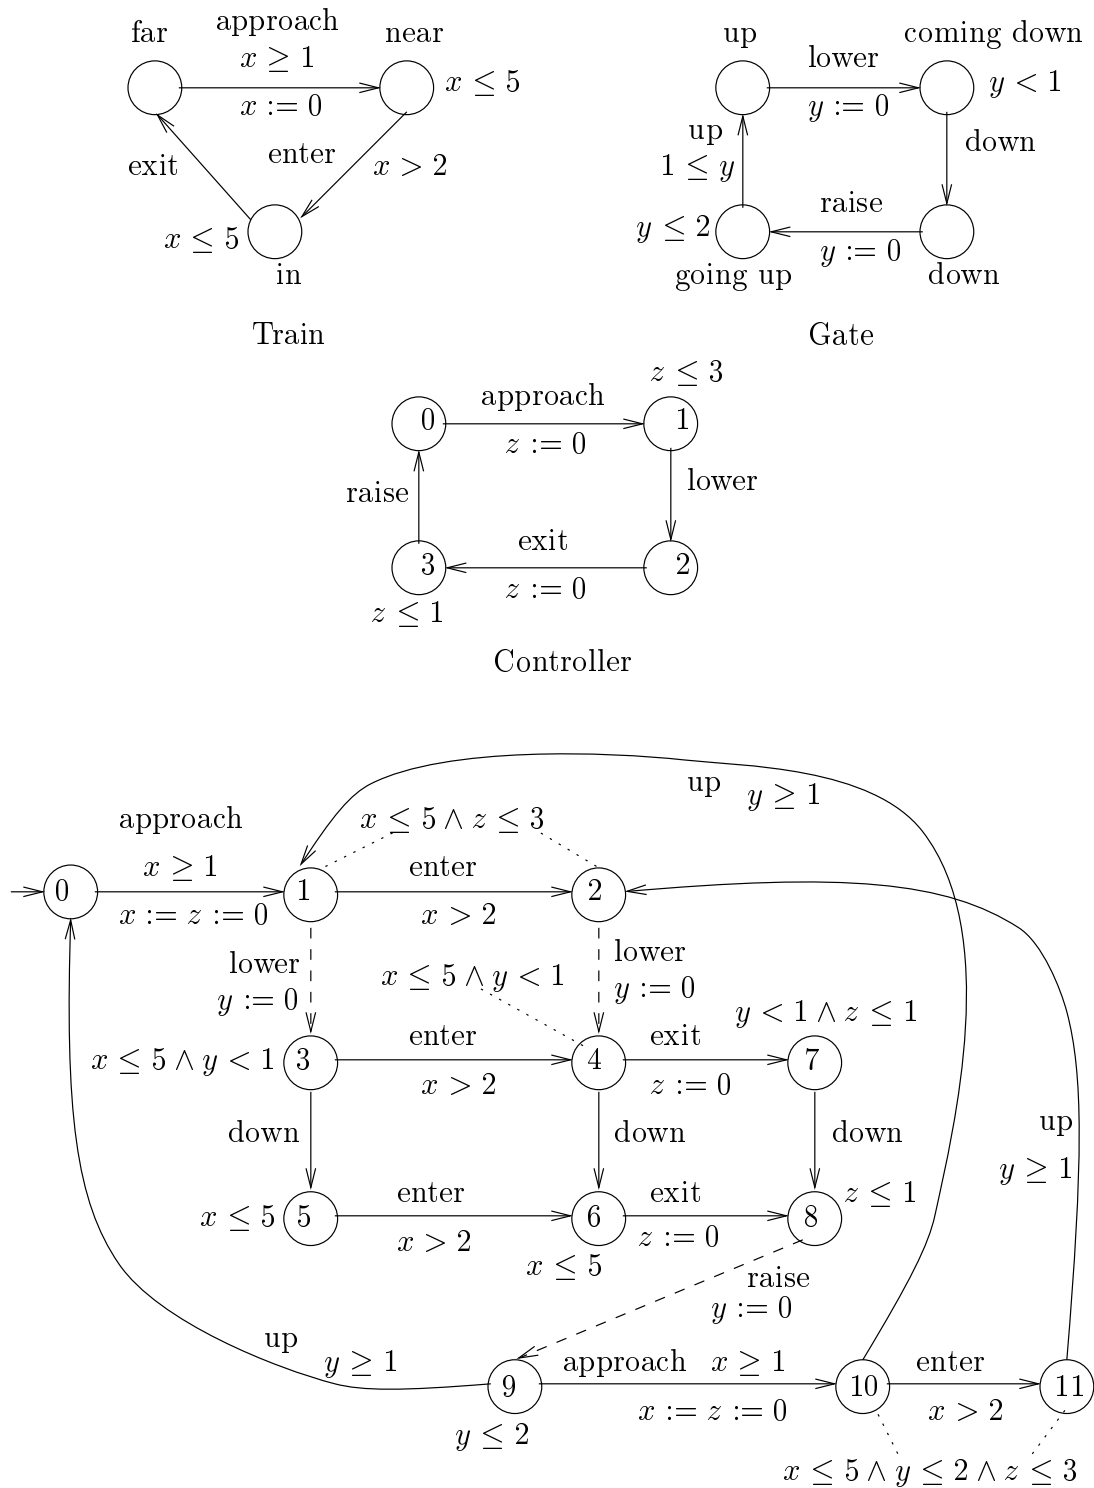 far
approach
near
x ≥ 1
x ≤ 5
x := 0
exit
enter
x > 2
x ≤ 5
in
Train
up
lower
coming down
y < 1
y := 0
up
1 ≤ y
down
raise
y ≤ 2
y := 0
going up
down
Gate
z ≤ 3
approach
0
1
z := 0
raise
lower
exit
3
2
z := 0
z ≤ 1
Controller
up y ≥ 1
approach
x ≤ 5 ∧ z ≤ 3
x ≥ 1
enter
0
1
2
x := z := 0
x > 2
lower
y := 0
x ≤ 5 ∧ y < 1
lower
y := 0
y < 1 ∧ z ≤ 1
enter
exit
x ≤ 5 ∧ y < 1
3
4
7
x > 2
z := 0
down
down
down
up
y ≥ 1
enter
exit
z ≤ 1
x ≤ 5
5
6
8
x > 2
z := 0
x ≤ 5
raise
y := 0
up
y ≥ 1
approach x ≥ 1
enter
9
10
11
x := z := 0
x > 2
y ≤ 2
x ≤ 5 ∧ y ≤ 2 ∧ z ≤ 3